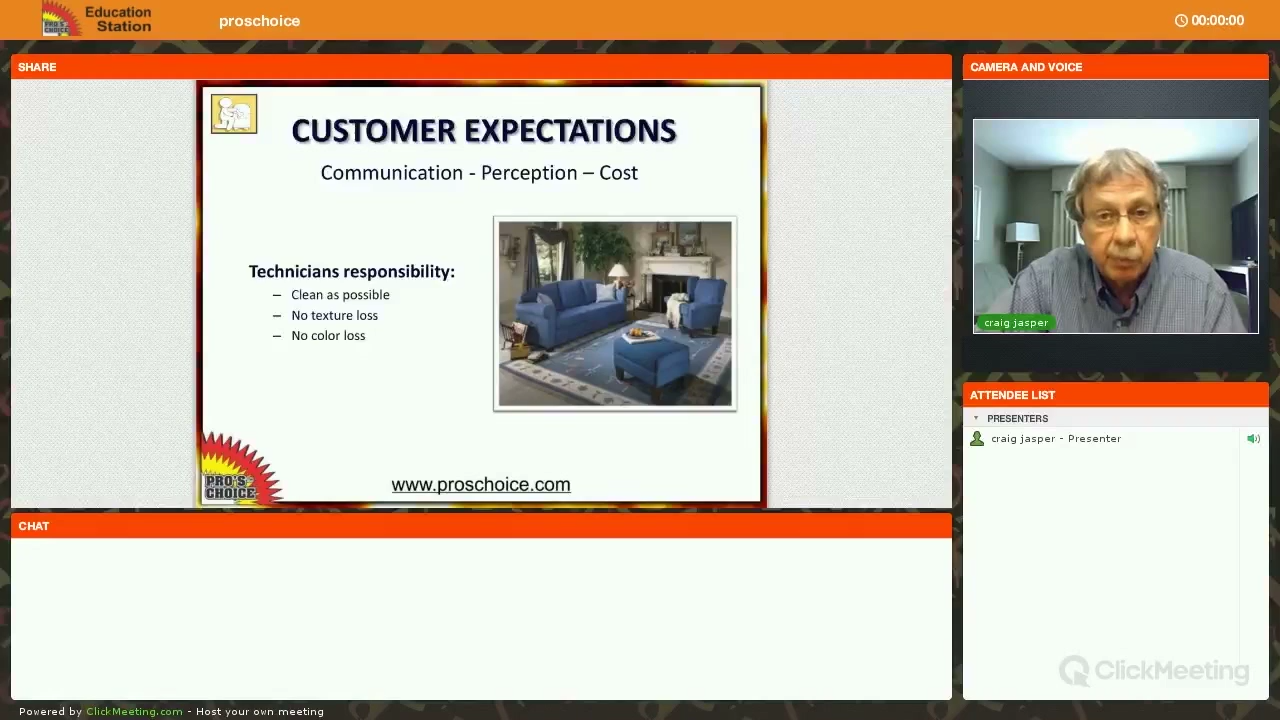 Education
Station
PRO'S
CHOICE
proschoice
00:00:00
SHARE
CUSTOMER EXPECTATIONS
Communication - Perception – Cost
Technicians responsibility:
– Clean as possible
– No texture loss
– No color loss
PRO'S
CHOICE
www.proschoice.com
CAMERA AND VOICE
craig jasper
ATTENDEE LIST
PRESENTERS
craig jasper - Presenter
CHAT
ClickMeeting
Powered by ClickMeeting.com - Host your own meeting